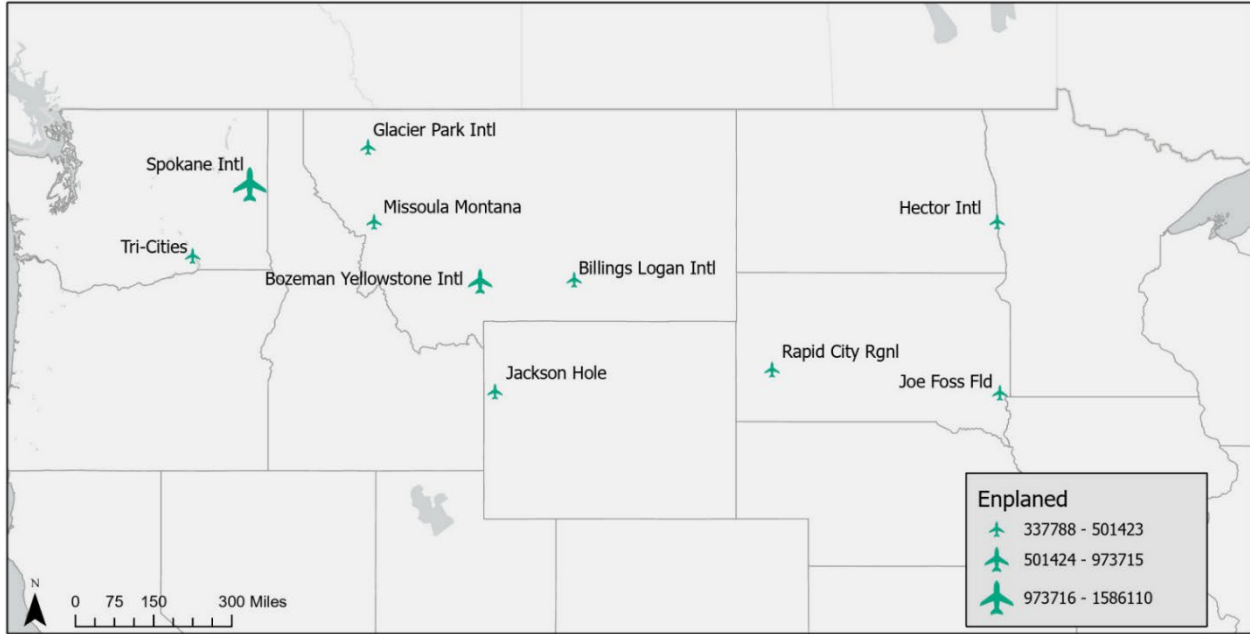 Glacier Park Intl
Spokane Intl
Missoula Montana
Hector Intl
Tri-Cities
Bozeman Yellowstone Intl
Billings Logan Intl
Rapid City Rgnl
Jackson Hole
Joe Foss Fld
Enplaned
337788 - 501423
501424 - 973715
973716 - 1586110
N
0 75 150 300 Miles